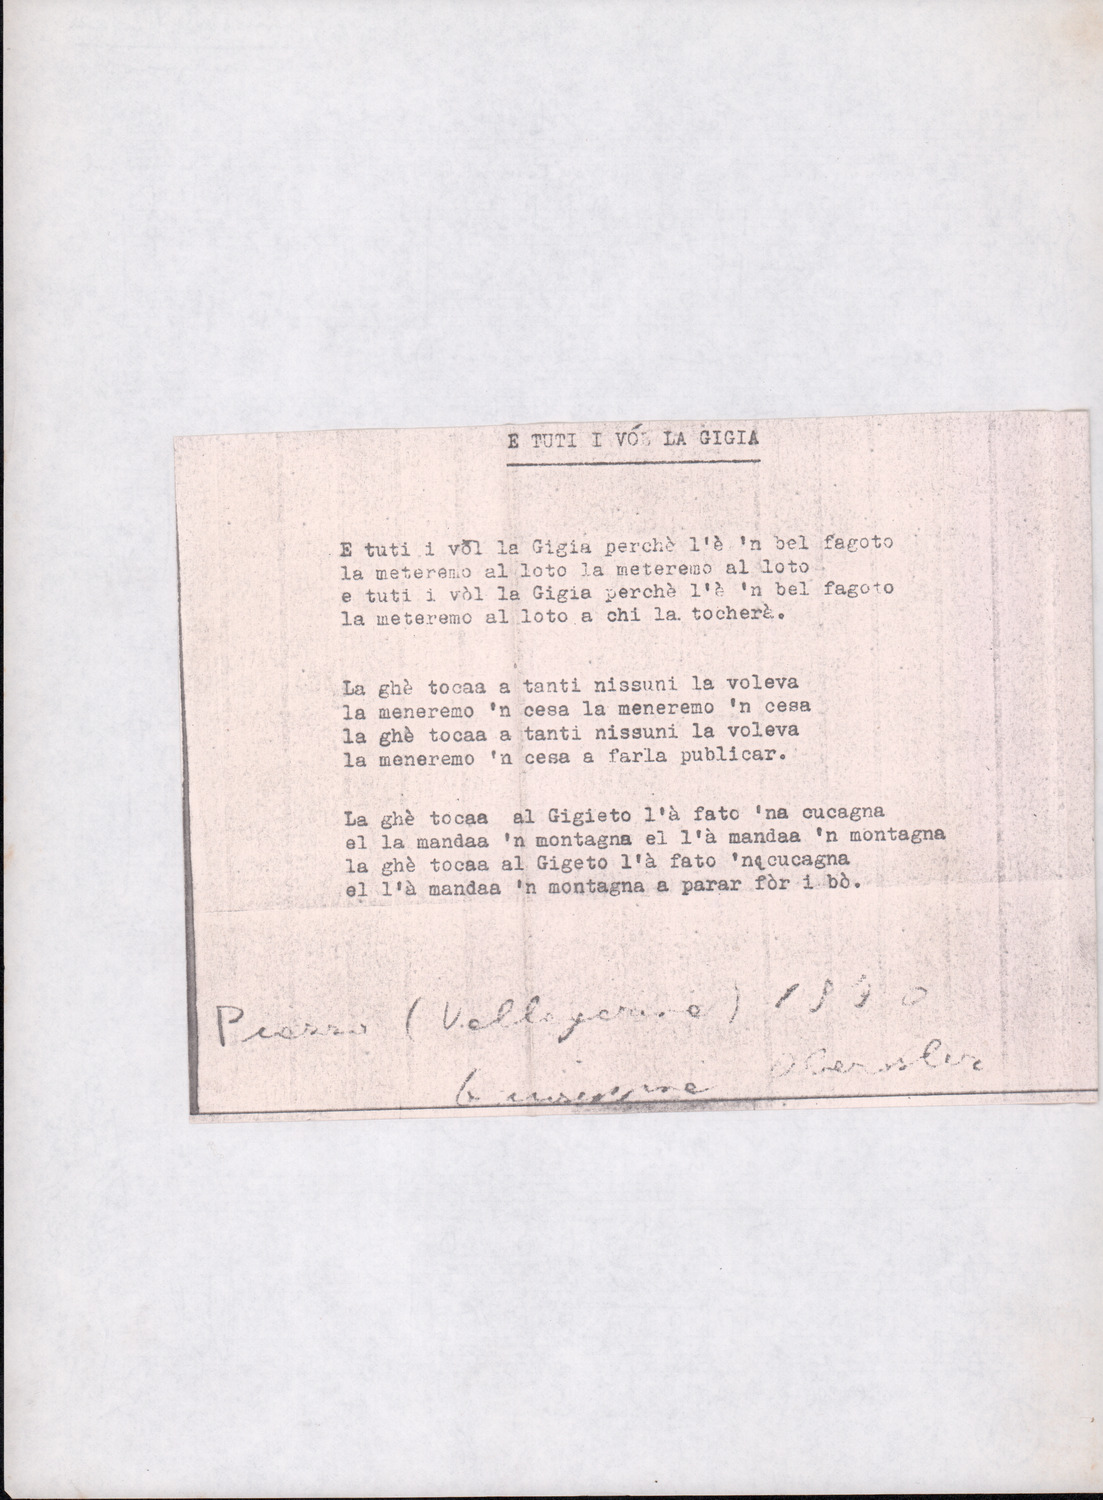 E TUTI I VÓL LA GIGIA
E tuti i vòl la Gigia perchè l'è 'n bel fagoto
la meteremo al loto la meteremo al loto
e tuti i vòl la Gigia perchè l'è 'n bel fagoto
la meteremo al loto a chi la tocherà.
La ghè tocaa a tanti nissuni la voleva
la meneremo 'n cesa la meneremo 'n cesa
la ghè tocaa a tanti nissuni la voleva
la meneremo 'n cesa a farla publicar.
La ghè tocaa al Gigieto l'à fato 'na cucagna
el la mandaa 'n montagna el l'à mandaa 'n montagna
la ghè tocaa al Gigeto l'à fato 'na cucagna
el l'à mandaa 'n montagna a parar fòr i bò.
(Vallagarina)